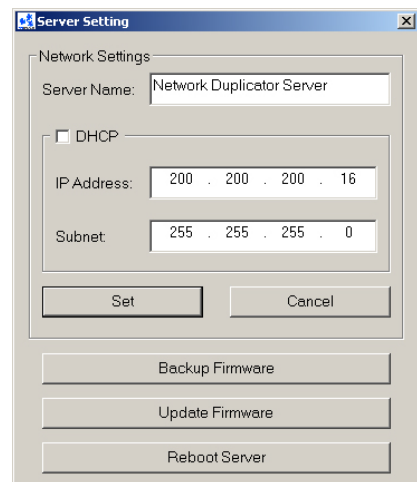 Server Setting
Network Settings
Server Name: Network Duplicator Server
DHCP
IP Address: 200 . 200 . 200 . 16
Subnet: 255 . 255 . 255 . 0
Set Cancel
Backup Firmware
Update Firmware
Reboot Server